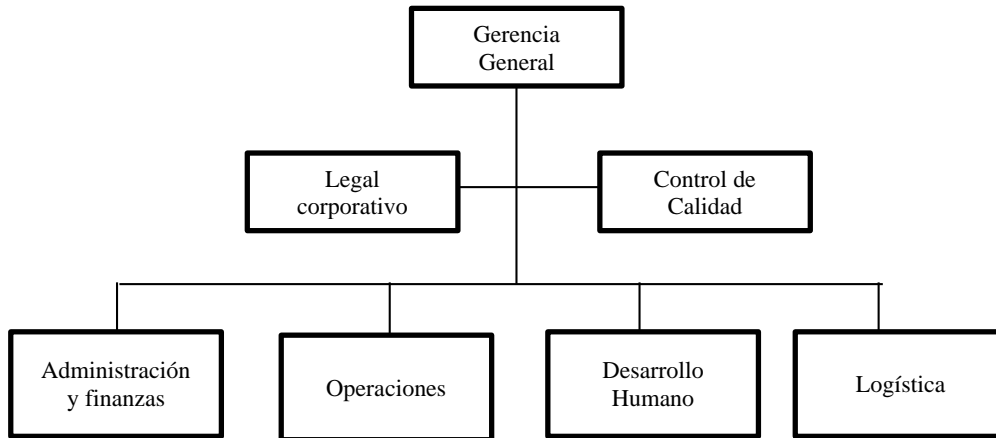 Gerencia
General
Legal
corporativo
Control de
Calidad
Administración
y finanzas
Operaciones
Desarrollo
Humano
Logística